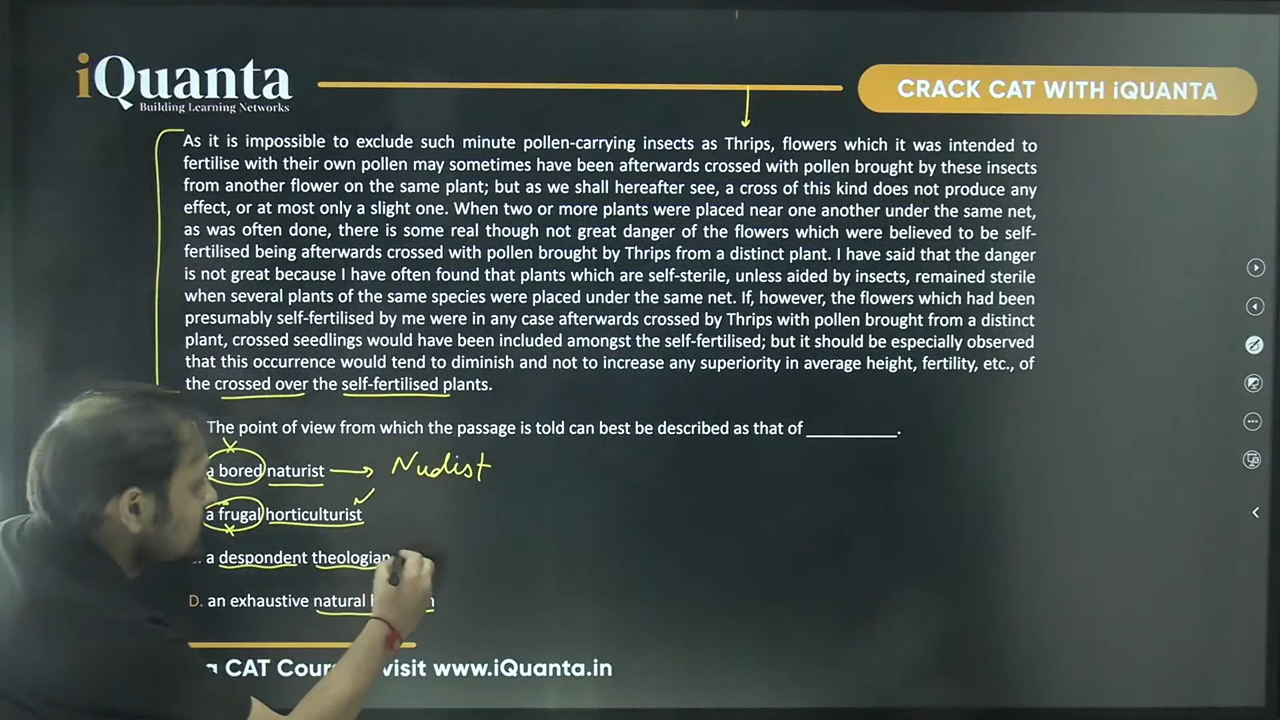 iQuanta
Building Learning Networks
CRACK CAT WITH iQUANTA
As it is impossible to exclude such minute pollen-carrying insects as Thrips, flowers which it was intended to
fertilise with their own pollen may sometimes have been afterwards crossed with pollen brought by these insects
from another flower on the same plant; but as we shall hereafter see, a cross of this kind does not produce any
effect, or at most only a slight one. When two or more plants were placed near one another under the same net,
as was often done, there is some real though not great danger of the flowers which were believed to be self-
fertilised being afterwards crossed with pollen brought by Thrips from a distinct plant. I have said that the danger
is not great because I have often found that plants which are self-sterile, unless aided by insects, remained sterile
when several plants of the same species were placed under the same net. If, however, the flowers which had been
presumably self-fertilised by me were in any case afterwards crossed by Thrips with pollen brought from a distinct
plant, crossed seedlings would have been included amongst the self-fertilised; but it should be especially observed
that this occurrence would tend to diminish and not to increase any superiority in average height, fertility, etc., of
the crossed over the self-fertilised plants.
The point of view from which the passage is told can best be described as that of __________.
a bored naturist → Nudist
a frugal horticulturist
a despondent theologian
D. an exhaustive natural
CAT visit www.iQuanta.in